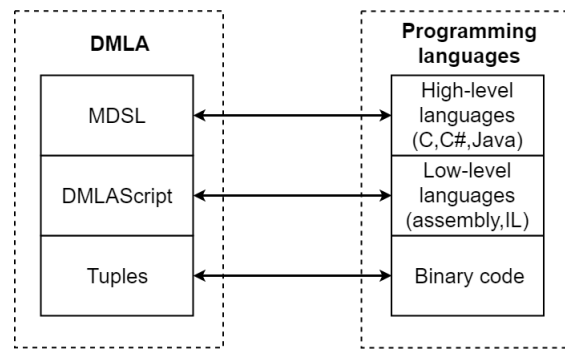 DMLA
MDSL
DMLAScript
Tuples
Programming
languages
High-level
languages
(C,C#,Java)
Low-level
languages
(assembly,IL)
Binary code